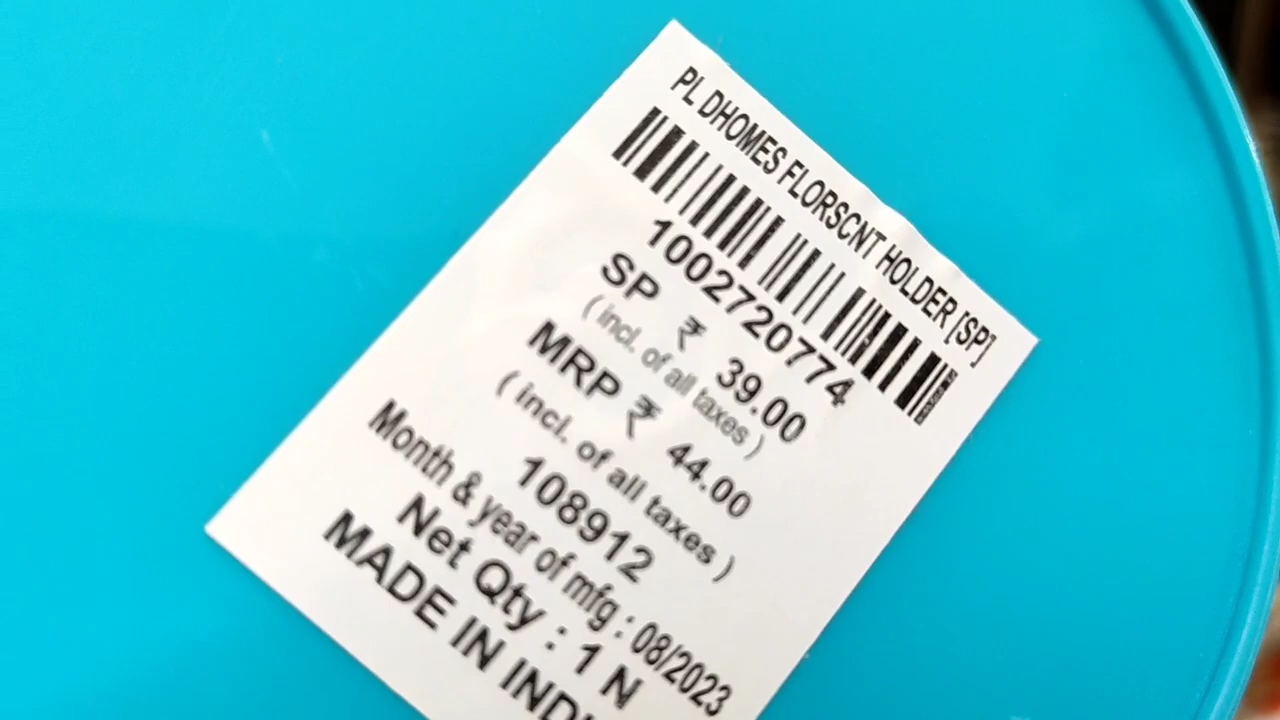 PL DHOMES FLORSCNT HOLDER [SP]
1002720774
SP ₹ 39.00
( incl. of all taxes )
MRP ₹ 44.00
( incl. of all taxes )
108912
Month & year of mfg : 08/2023
Net Qty : 1 N
MADE IN